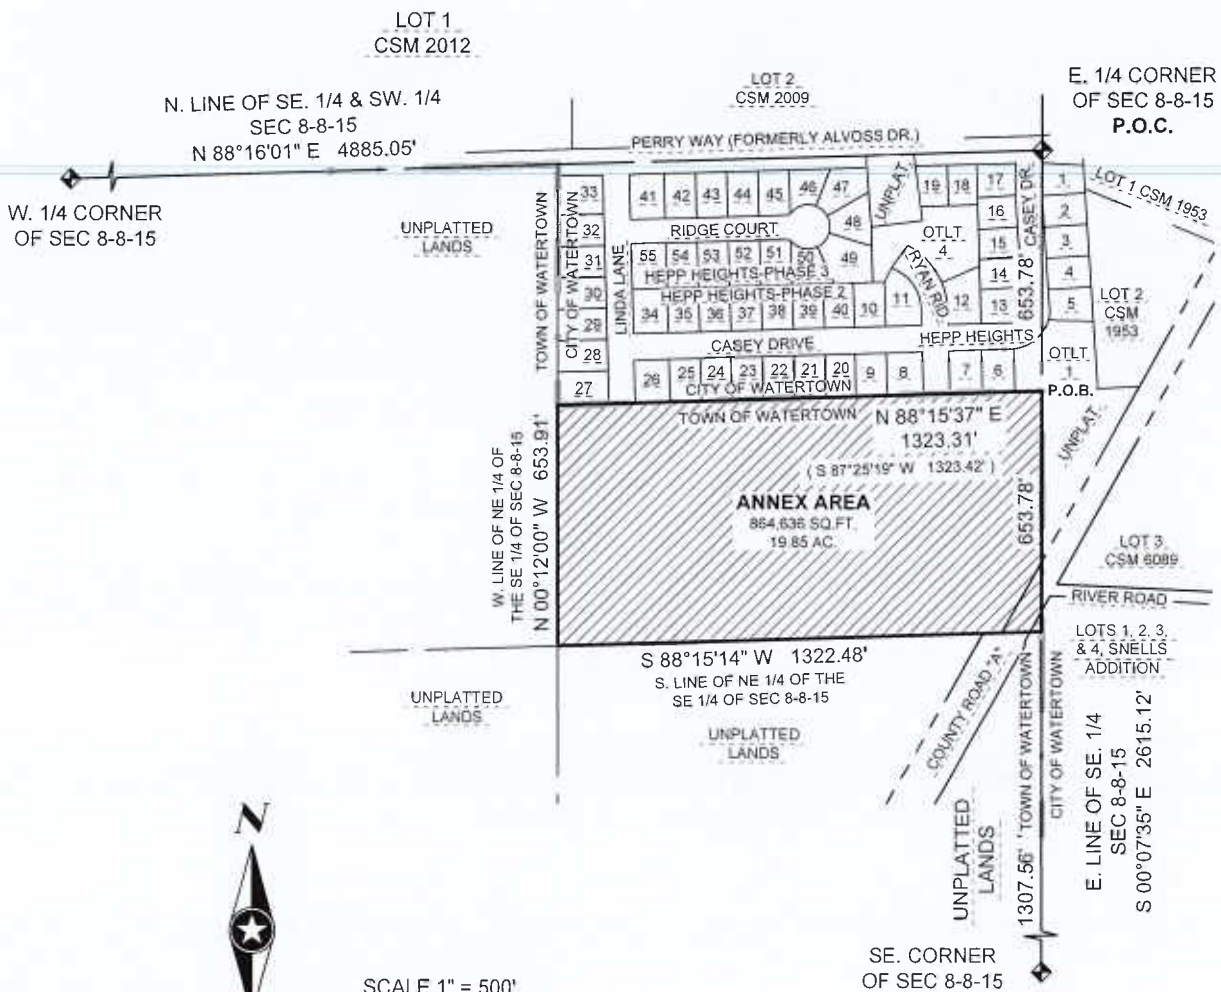 LOT 1
CSM 2012
N. LINE OF SE. 1/4 & SW. 1/4
SEC 8-8-15
N 88°16'01" E 4885.05'
LOT 2
CSM 2009
E. 1/4 CORNER
OF SEC 8-8-15
P.O.C.
PERRY WAY (FORMERLY ALVOSS DR.)
W. 1/4 CORNER
OF SEC 8-8-15
UNPLATTED
LANDS
TOWN OF WATERTOWN
CITY OF WATERTOWN
33
32
31
30
29
28
27
LINDA LANE
41 42 43 44 45 46 47
48
49
UNPLAT
19 18 17
16
15
14
13
CASEY DR.
653.78'
1
2
3
4
5
LOT 1 CSM 1953
LOT 2
CSM
1953
RIDGE COURT
55 54 53 52 51 50
HEPP HEIGHTS-PHASE 3
HEPP HEIGHTS-PHASE 2
34 35 36 37 38 39 40 10 11
OTLT
4
RYAN RID
12
CASEY DRIVE
HEPP HEIGHTS
26 25 24 23 22 21 20 9 8 7 6
CITY OF WATERTOWN
OTLT
1
P.O.B.
TOWN OF WATERTOWN
N 88°15'37" E
1323.31'
( S 87°25'19" W 1323.42' )
ANNEX AREA
864,636 SQ.FT.
19.85 AC.
653.78'
W. LINE OF NE 1/4 OF
THE SE 1/4 OF SEC 8-8-15
N 00°12'00" W 653.91'
UNPLAT
LOT 3
CSM 6089
RIVER ROAD
LOTS 1, 2, 3,
& 4, SNELLS
ADDITION
S 88°15'14" W 1322.48'
S. LINE OF NE 1/4 OF THE
SE 1/4 OF SEC 8-8-15
UNPLATTED
LANDS
UNPLATTED
LANDS
COUNTY ROAD "A"
TOWN OF WATERTOWN
CITY OF WATERTOWN
UNPLATTED
LANDS
1307.56'
E. LINE OF SE. 1/4
SEC 8-8-15
S 00°07'35" E 2615.12'
N
SCALE 1" = 500'
SE. CORNER
OF SEC 8-8-15